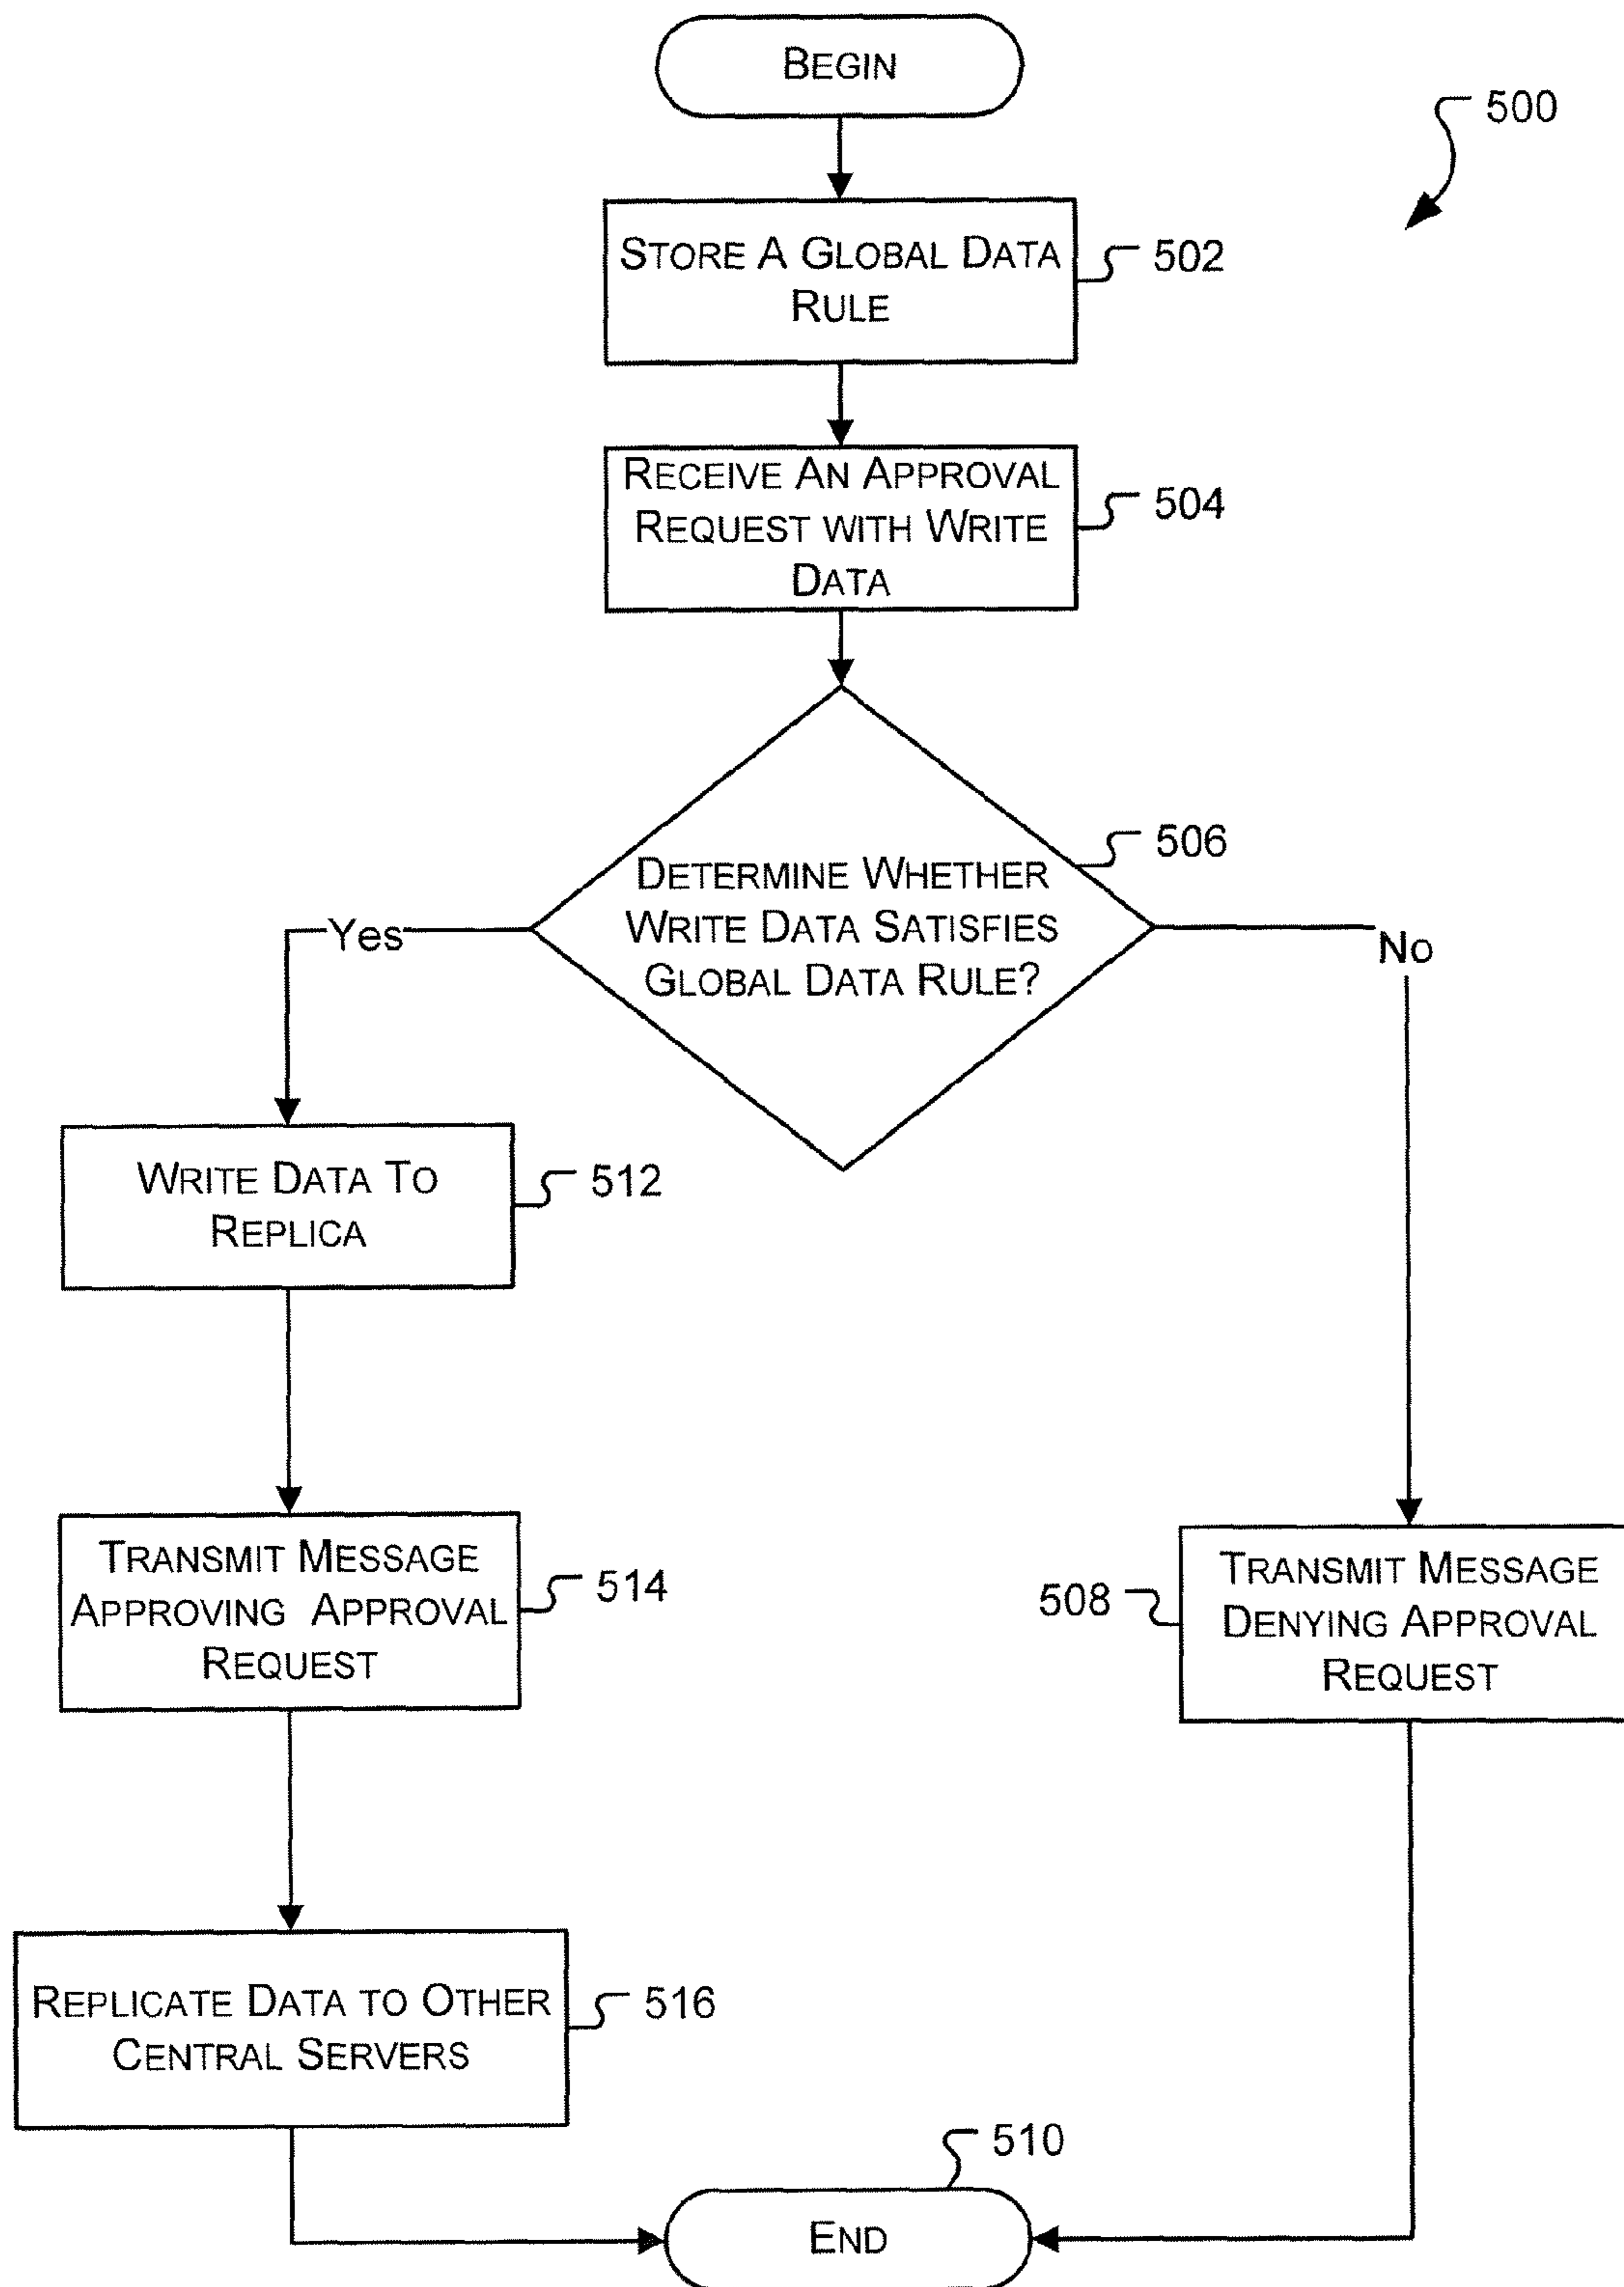 BEGIN
500
STORE A GLOBAL DATA
RULE
502
RECEIVE AN APPROVAL
REQUEST WITH WRITE
DATA
504
506
DETERMINE WHETHER
WRITE DATA SATISFIES
GLOBAL DATA RULE?
Yes
No
WRITE DATA TO
REPLICA
512
TRANSMIT MESSAGE
APPROVING APPROVAL
REQUEST
514
508
TRANSMIT MESSAGE
DENYING APPROVAL
REQUEST
REPLICATE DATA TO OTHER
CENTRAL SERVERS
516
510
END